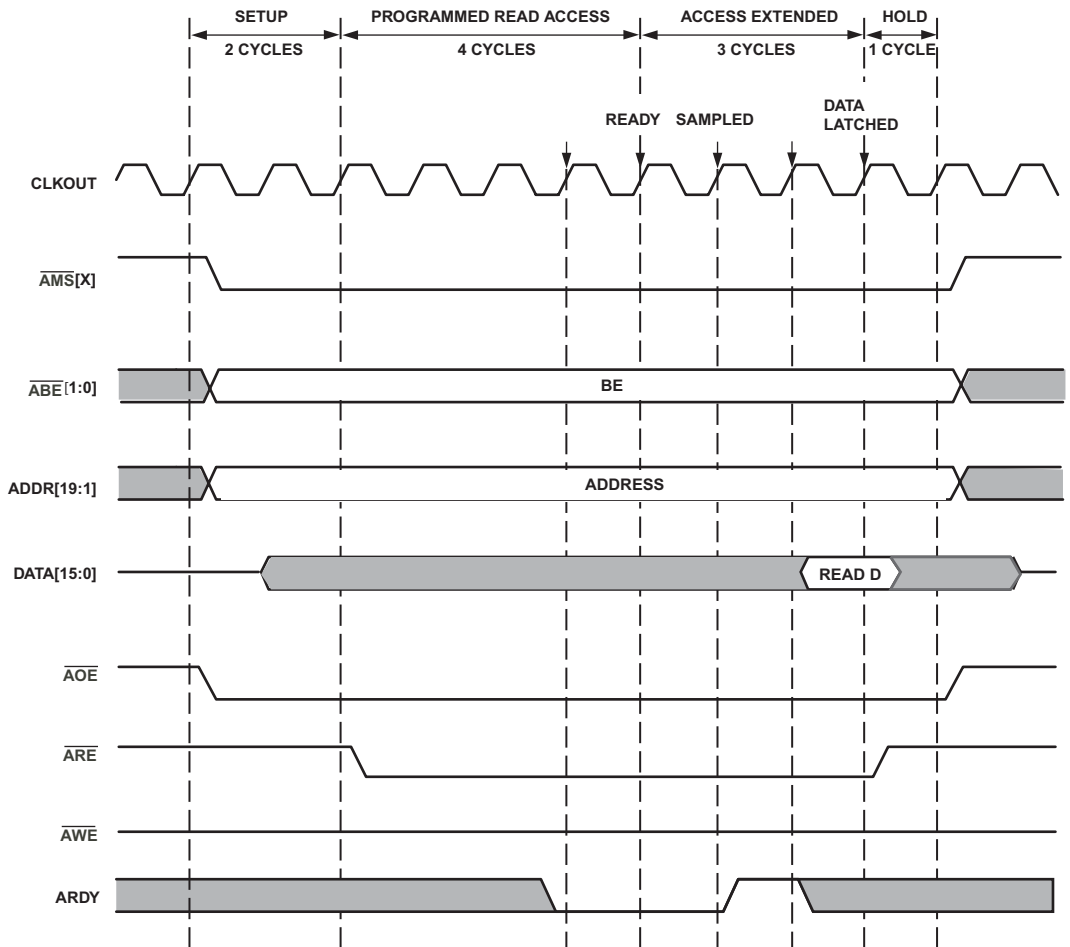 SETUP PROGRAMMED READ ACCESS ACCESS EXTENDED HOLD
2 CYCLES 4 CYCLES 3 CYCLES 1 CYCLE
READY SAMPLED
DATA
LATCHED
CLKOUT
AMS[X]
ABE[1:0]
BE
ADDR[19:1]
ADDRESS
DATA[15:0]
READ D
AOE
ARE
AWE
ARDY